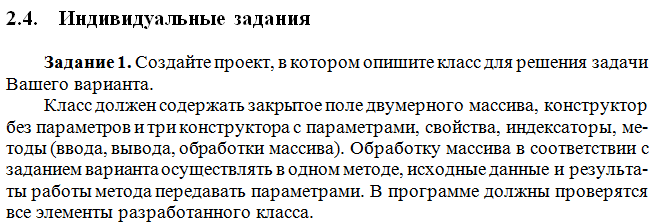 2.4. Индивидуальные задания
Задание 1. Создайте проект, в котором опишите класс для решения задачи
Вашего варианта.
Класс должен содержать закрытое поле двумерного массива, конструктор
без параметров и три конструктора с параметрами, свойства, индексаторы, ме-
тоды (ввода, вывода, обработки массива). Обработку массива в соответствии с
заданием варианта осуществлять в одном методе, исходные данные и результа-
ты работы метода передавать параметрами. В программе должны проверятся
все элементы разработанного класса.